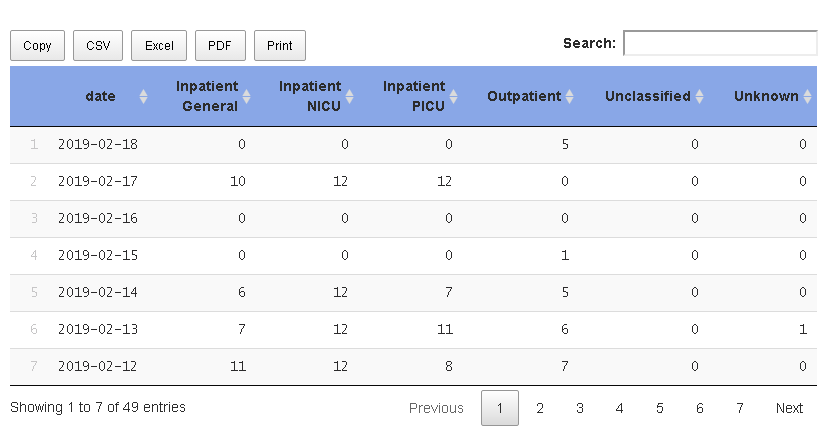 Copy CSV Excel PDF Print Search:
date Inpatient General Inpatient NICU Inpatient PICU Outpatient Unclassified Unknown
1 2019-02-18 0 0 0 5 0 0
2 2019-02-17 10 12 12 0 0 0
3 2019-02-16 0 0 0 0 0 0
4 2019-02-15 0 0 0 1 0 0
5 2019-02-14 6 12 7 5 0 0
6 2019-02-13 7 12 11 6 0 1
7 2019-02-12 11 12 8 7 0 0
Showing 1 to 7 of 49 entries Previous 1 2 3 4 5 6 7 Next